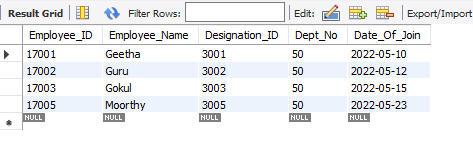 Result Grid Filter Rows: Edit: Export/Import
Employee_ID Employee_Name Designation_ID Dept_No Date_Of_Join
17001 Geetha 3001 50 2022-05-10
17002 Guru 3002 50 2022-05-12
17003 Gokul 3003 50 2022-05-15
17005 Moorthy 3005 50 2022-05-23
NULL NULL NULL NULL NULL